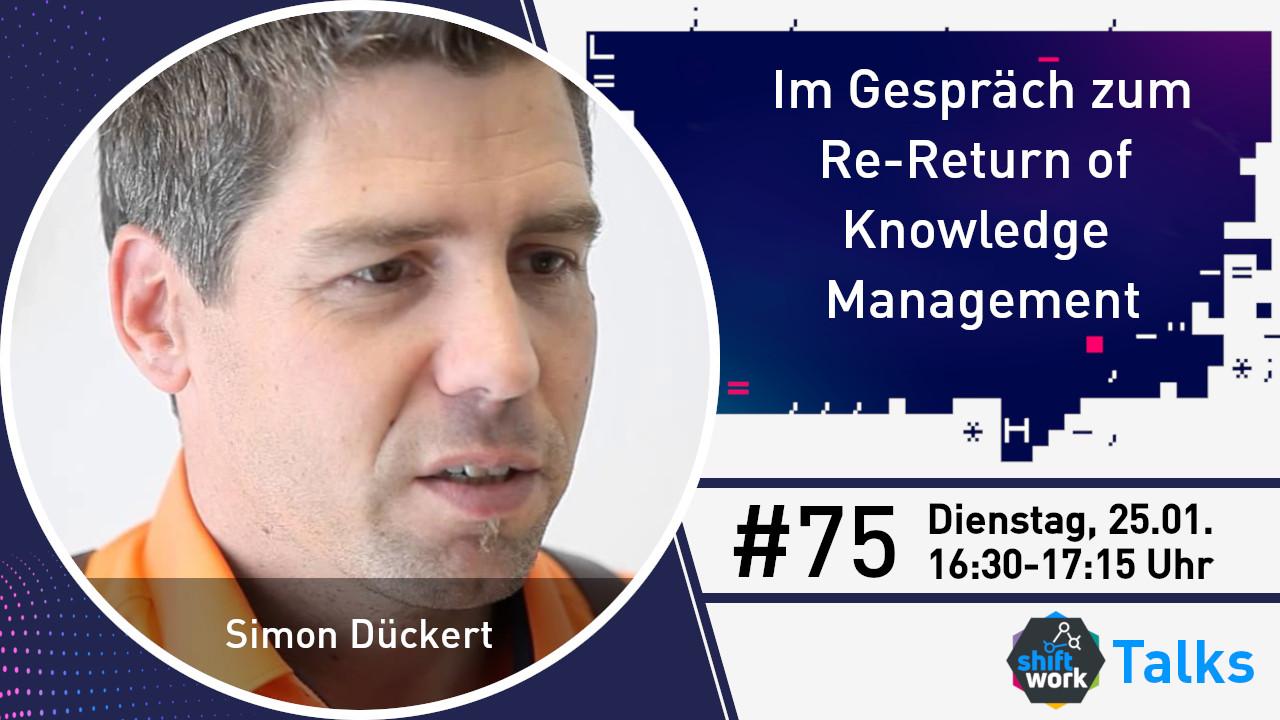 Im Gespräch zum
Re-Return of
Knowledge
Management
#75
Dienstag, 25.01.
16:30-17:15 Uhr
Simon Dückert
shift
work
Talks